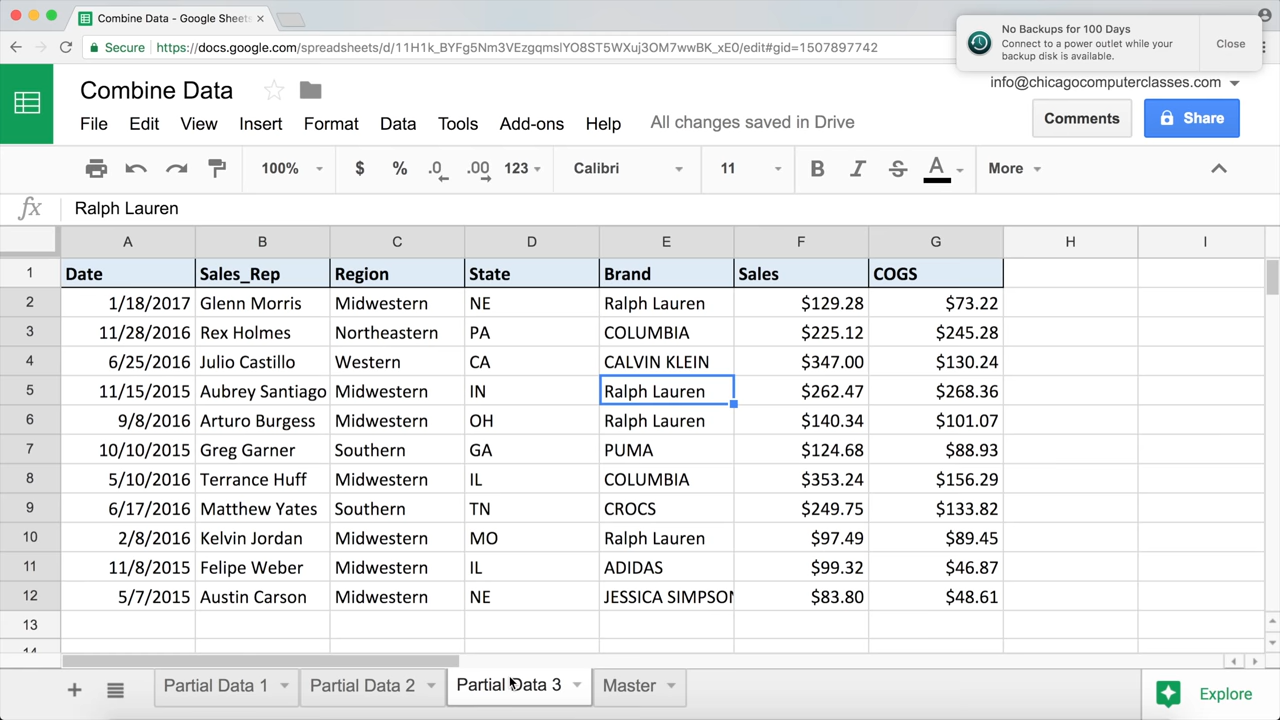 Combine Data - Google Sheets
Secure https://docs.google.com/spreadsheets/d/11H1k_BYFg5Nm3VEzgqmslYO8ST5WXuj3OM7wwBK_xE0/edit#gid=1507897742
No Backups for 100 Days
Connect to a power outlet while your
backup disk is available.
Close
Combine Data
info@chicagocomputerclasses.com
File Edit View Insert Format Data Tools Add-ons Help All changes saved in Drive
Comments Share
100% $ % .0 .00 123 Calibri 11 B I S A More
fx Ralph Lauren
A B C D E F G H I
1 Date Sales_Rep Region State Brand Sales COGS
2 1/18/2017 Glenn Morris Midwestern NE Ralph Lauren $129.28 $73.22
3 11/28/2016 Rex Holmes Northeastern PA COLUMBIA $225.12 $245.28
4 6/25/2016 Julio Castillo Western CA CALVIN KLEIN $347.00 $130.24
5 11/15/2015 Aubrey Santiago Midwestern IN Ralph Lauren $262.47 $268.36
6 9/8/2016 Arturo Burgess Midwestern OH Ralph Lauren $140.34 $101.07
7 10/10/2015 Greg Garner Southern GA PUMA $124.68 $88.93
8 5/10/2016 Terrance Huff Midwestern IL COLUMBIA $353.24 $156.29
9 6/17/2016 Matthew Yates Southern TN CROCS $249.75 $133.82
10 2/8/2016 Kelvin Jordan Midwestern MO Ralph Lauren $97.49 $89.45
11 11/8/2015 Felipe Weber Midwestern IL ADIDAS $99.32 $46.87
12 5/7/2015 Austin Carson Midwestern NE JESSICA SIMPSON $83.80 $48.61
13
14
Partial Data 1 Partial Data 2 Partial Data 3 Master Explore